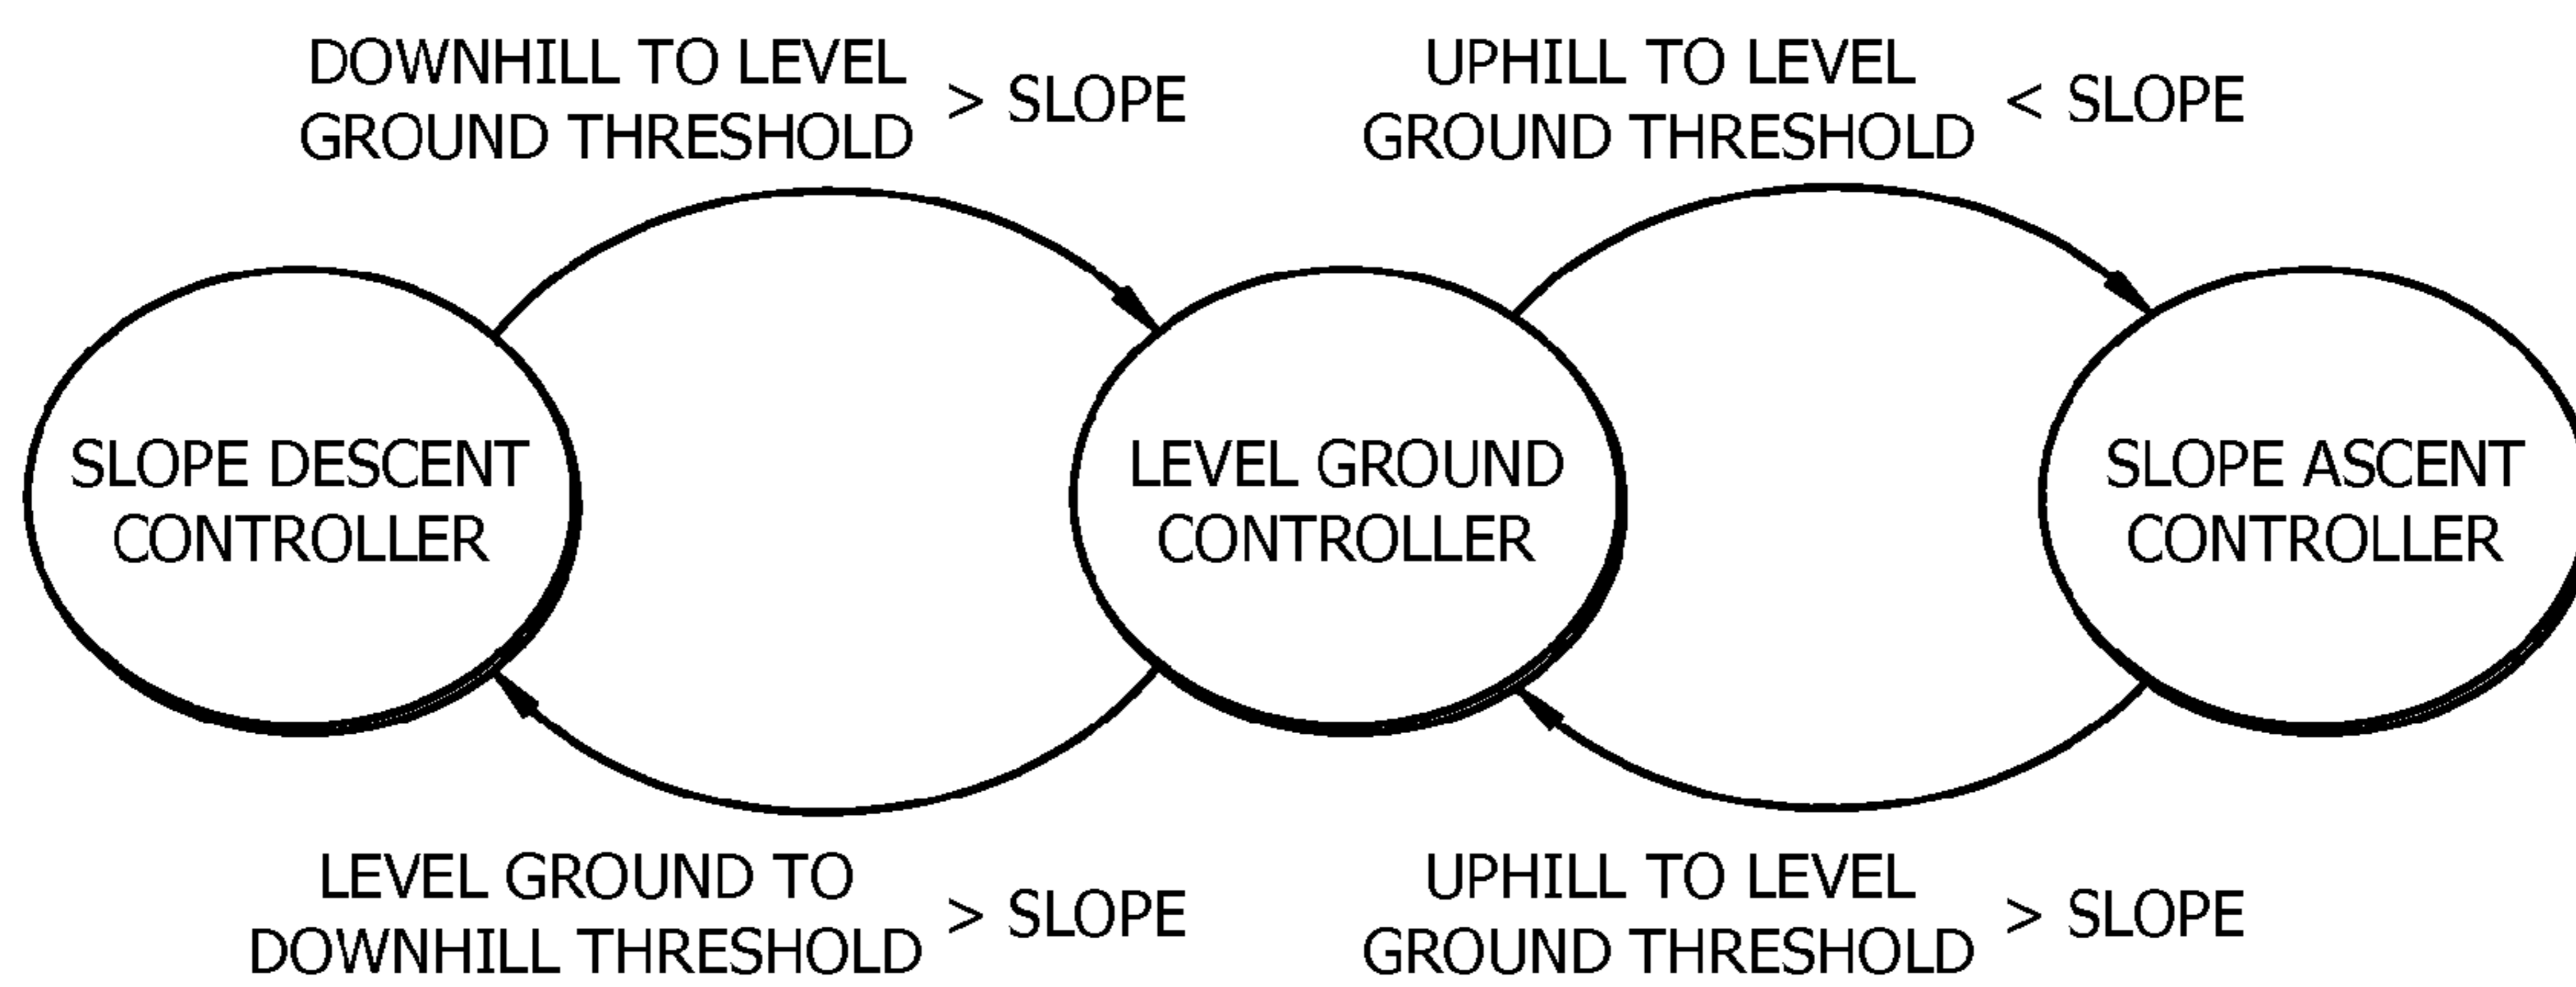 DOWNHILL TO LEVEL
GROUND THRESHOLD
> SLOPE
UPHILL TO LEVEL
GROUND THRESHOLD
< SLOPE
SLOPE DESCENT
CONTROLLER
LEVEL GROUND
CONTROLLER
SLOPE ASCENT
CONTROLLER
LEVEL GROUND TO
DOWNHILL THRESHOLD
> SLOPE
UPHILL TO LEVEL
GROUND THRESHOLD
> SLOPE